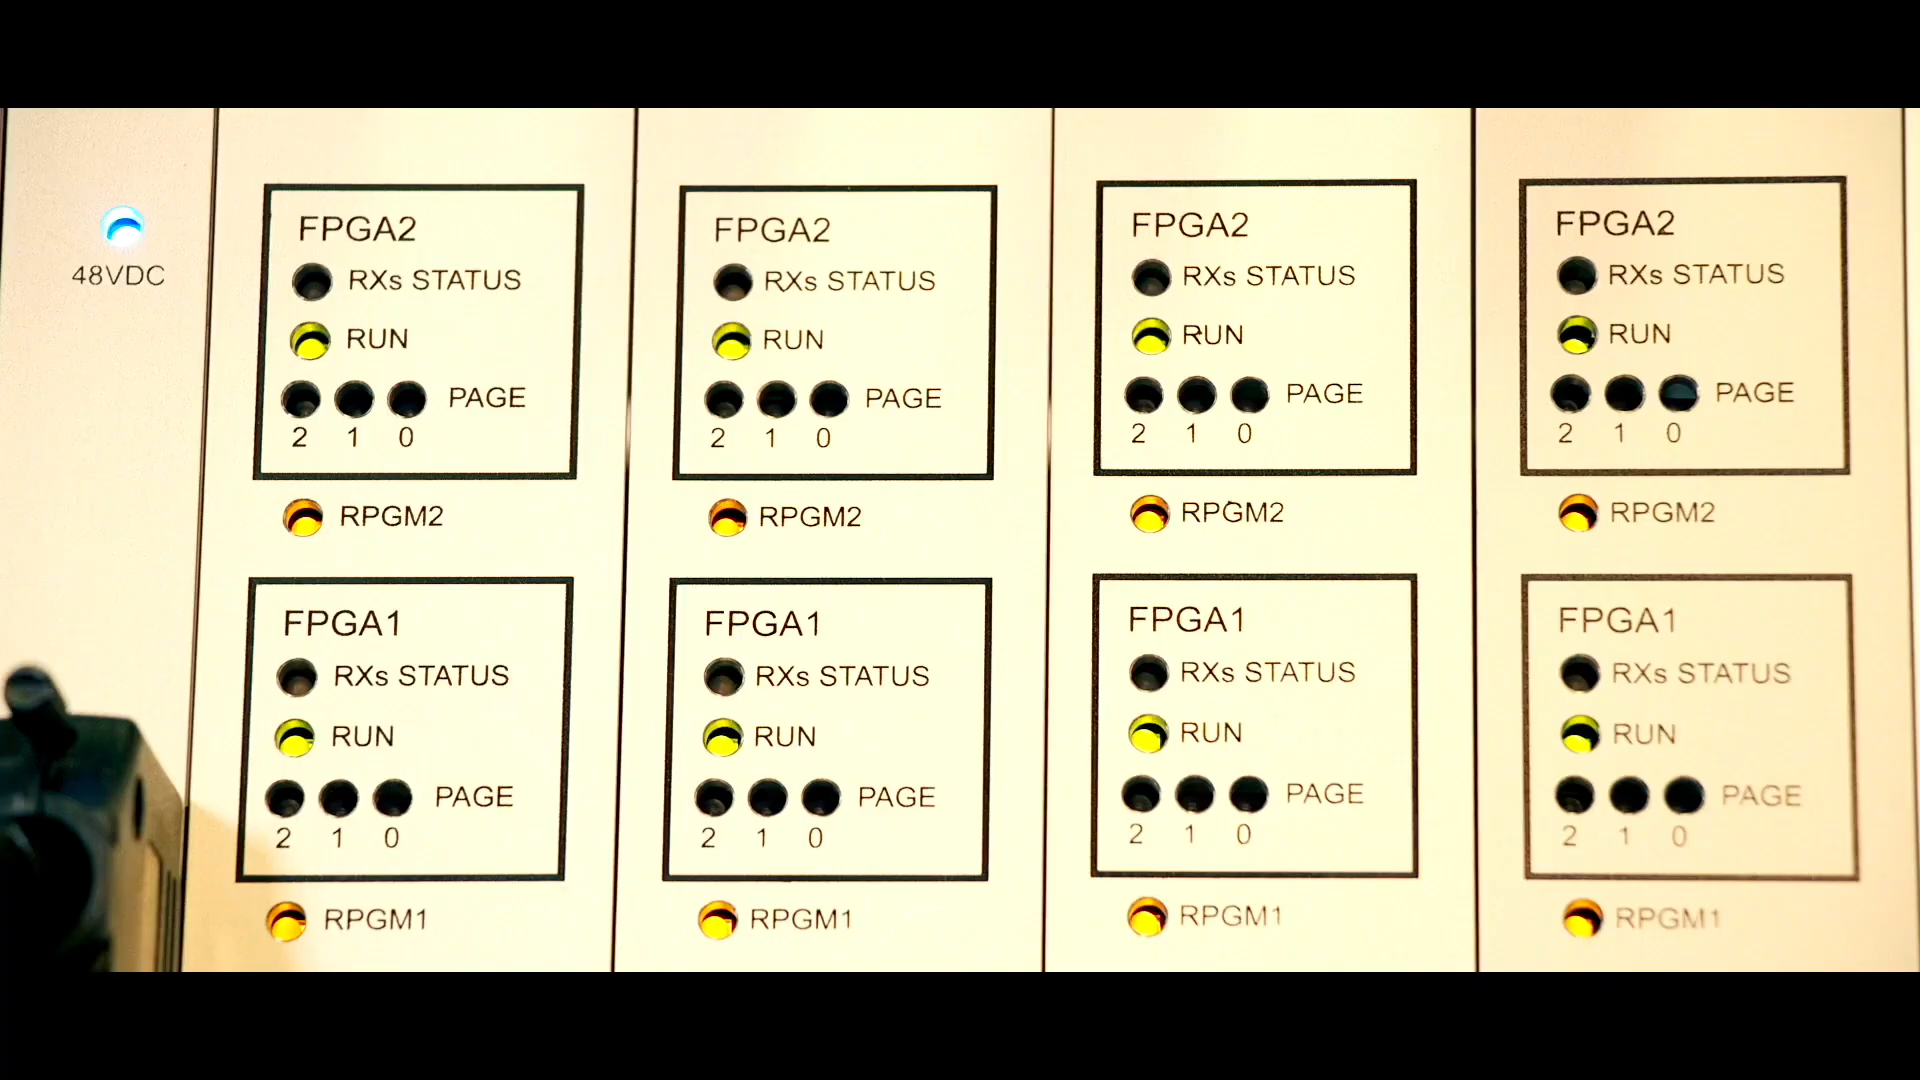 48VDC
FPGA2
RXs STATUS
RUN
PAGE
2 1 0
RPGM2
FPGA1
RXs STATUS
RUN
PAGE
2 1 0
RPGM1
FPGA2
RXs STATUS
RUN
PAGE
2 1 0
RPGM2
FPGA1
RXs STATUS
RUN
PAGE
2 1 0
RPGM1
FPGA2
RXs STATUS
RUN
PAGE
2 1 0
RPGM2
FPGA1
RXs STATUS
RUN
PAGE
2 1 0
RPGM1
FPGA2
RXs STATUS
RUN
PAGE
2 1 0
RPGM2
FPGA1
RXs STATUS
RUN
PAGE
2 1 0
RPGM1